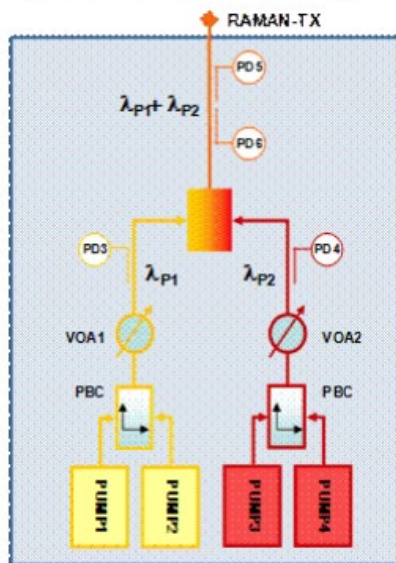 RAMAN-TX
PD5
λP1+ λP2
PD6
PD3
PD4
λP1
λP2
VOA1
VOA2
PBC
PBC
PUMP1
PUMP2
PUMP3
PUMP4